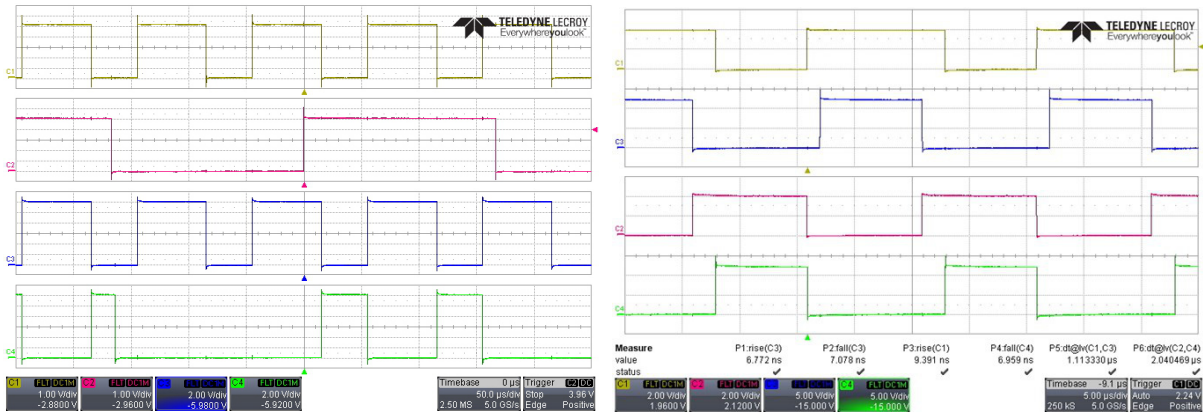 TELEDYNE LECROY
Everywhereyoulook™
C1
C2
C3
C4
C1 FLT DC1M
1.00 V/div
-2.8800 V
C2 FLT DC1M
1.00 V/div
-2.9600 V
FLT DC1M
2.00 V/div
-5.9800 V
C4 FLT DC1M
2.00 V/div
-5.9200 V
Timebase 0 µs
50.0 µs/div
2.50 MS 5.0 GS/s
Trigger C2 DC
Stop 3.96 V
Edge Positive
TELEDYNE LECROY
Everywhereyoulook™
C1
C3
C2
C4
Measure P1:rise(C3) P2:fall(C3) P3:rise(C1) P4:fall(C4) P5:dt@lv(C1,C3) P6:dt@lv(C2,C4)
value 6.772 ns 7.078 ns 9.391 ns 6.959 ns 1.113330 µs 2.040469 µs
status
C1 FLT DC1M
2.00 V/div
1.9600 V
C2 FLT DC1M
2.00 V/div
2.1200 V
FLT DC1M
5.00 V/div
-15.000 V
C4 FLT DC1M
5.00 V/div
-15.000 V
Timebase -9.1 µs
5.00 µs/div
250 kS 5.0 GS/s
Trigger C1 DC
Auto 2.24 V
Edge Positive